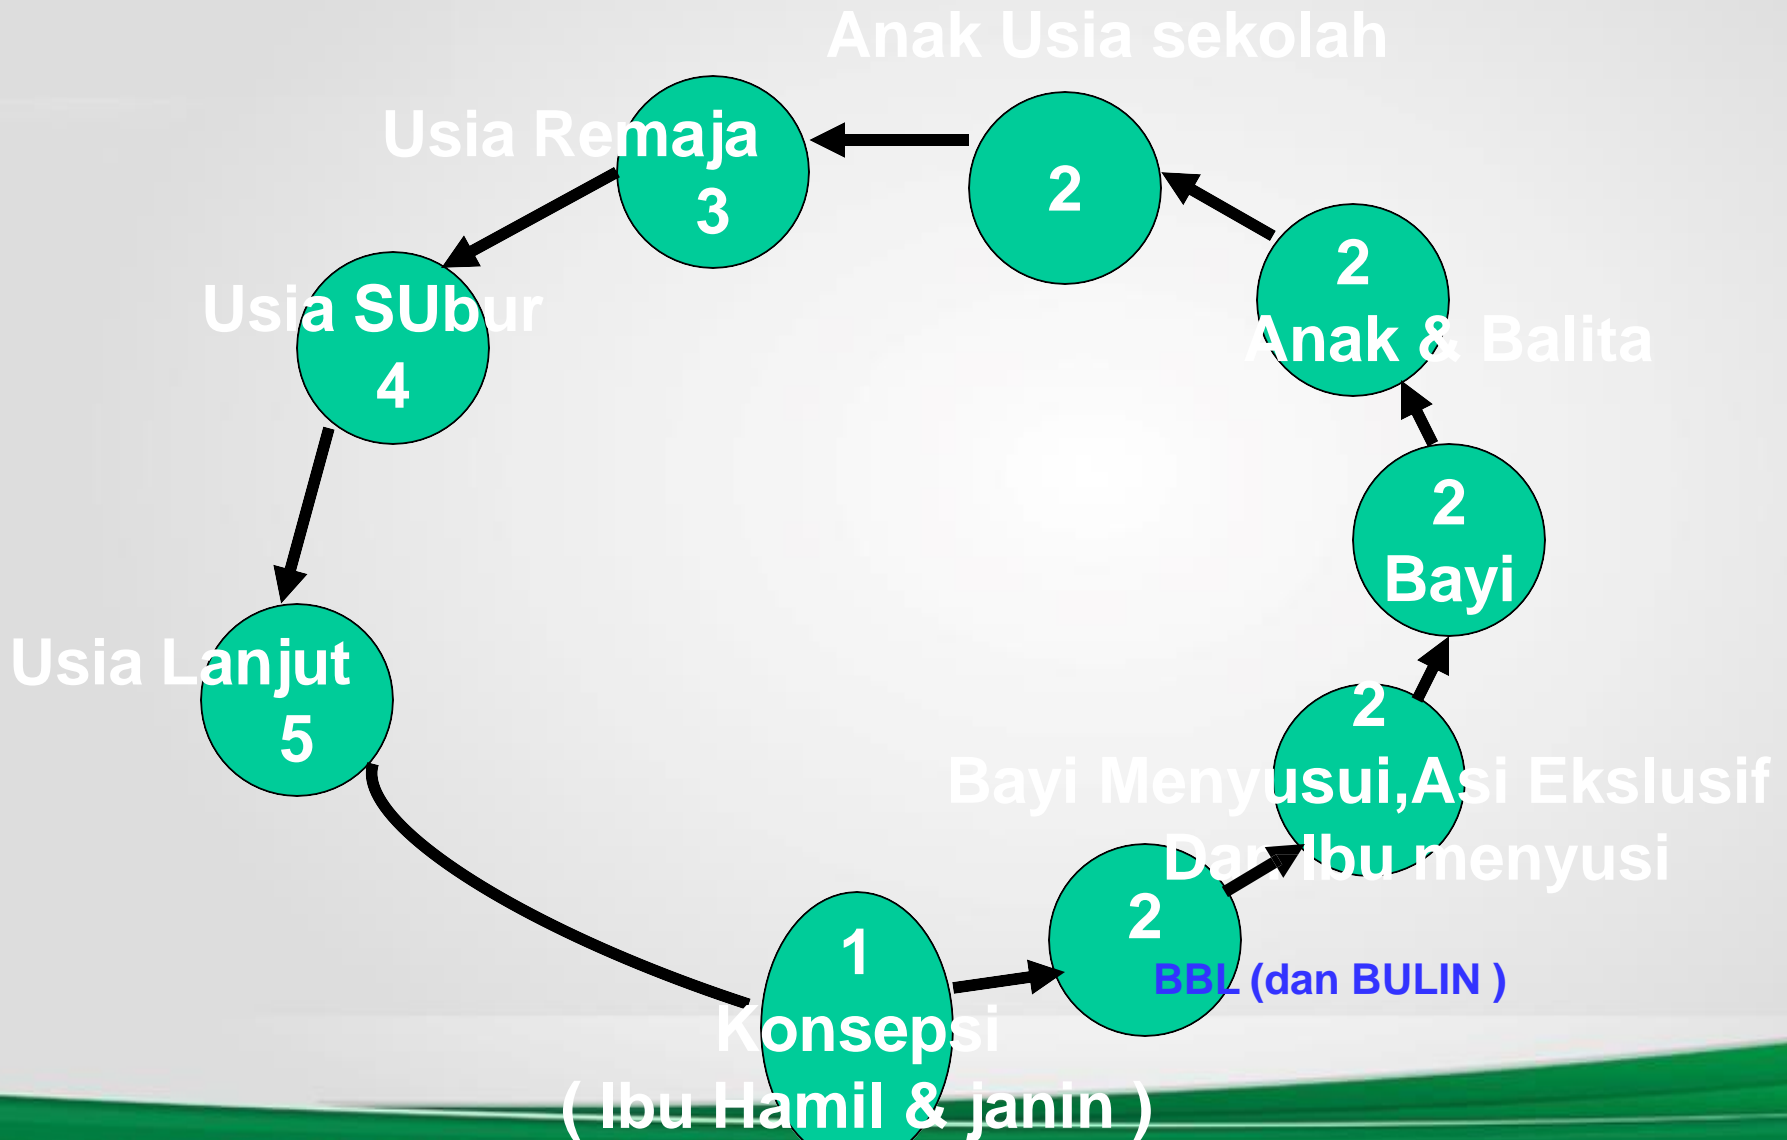 Anak Usia sekolah
Usia Remaja
3
2
2
Anak & Balita
Usia SUbur
4
2
Bayi
Usia Lanjut
5
2
Bayi Menyusui,Asi Ekslusif
Dan Ibu menyusi
2
BBL (dan BULIN )
1
Konsepsi
( Ibu Hamil & janin )